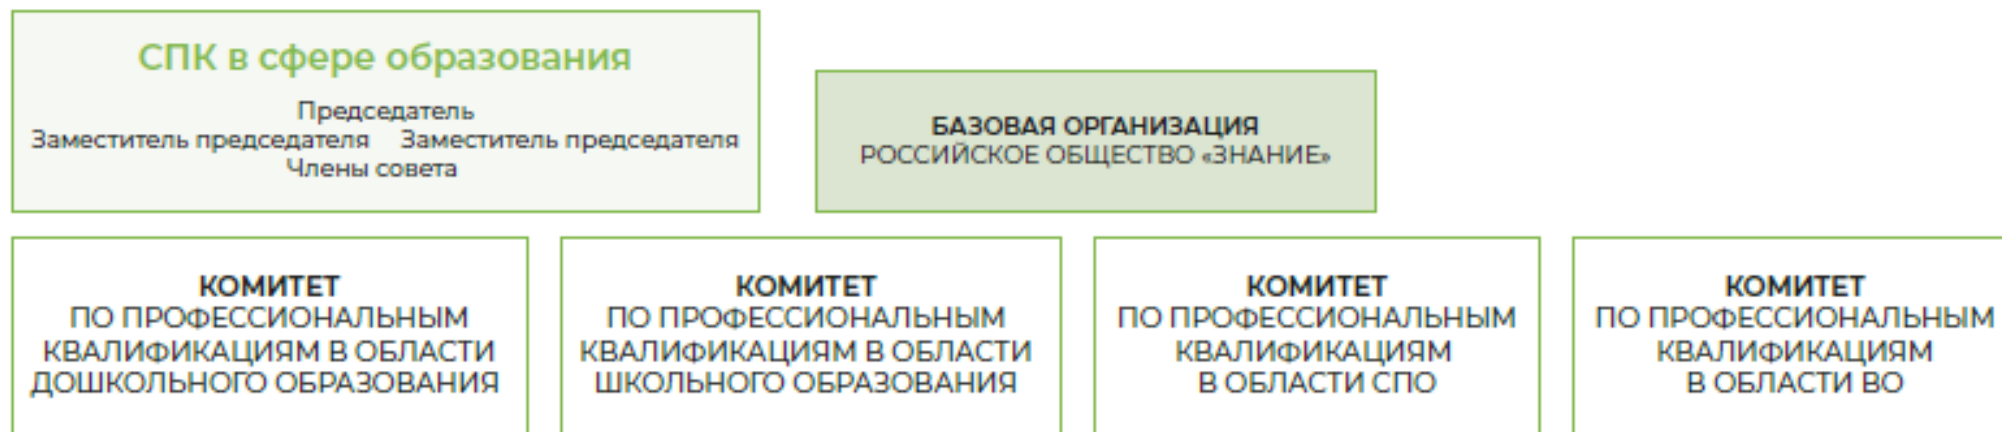 СПК в сфере образования
Председатель
Заместитель председателя Заместитель председателя
Члены совета
БАЗОВАЯ ОРГАНИЗАЦИЯ
РОССИЙСКОЕ ОБЩЕСТВО «ЗНАНИЕ»
КОМИТЕТ
ПО ПРОФЕССИОНАЛЬНЫМ
КВАЛИФИКАЦИЯМ В ОБЛАСТИ
ДОШКОЛЬНОГО ОБРАЗОВАНИЯ
КОМИТЕТ
ПО ПРОФЕССИОНАЛЬНЫМ
КВАЛИФИКАЦИЯМ В ОБЛАСТИ
ШКОЛЬНОГО ОБРАЗОВАНИЯ
КОМИТЕТ
ПО ПРОФЕССИОНАЛЬНЫМ
КВАЛИФИКАЦИЯМ
В ОБЛАСТИ СПО
КОМИТЕТ
ПО ПРОФЕССИОНАЛЬНЫМ
КВАЛИФИКАЦИЯМ
В ОБЛАСТИ ВО